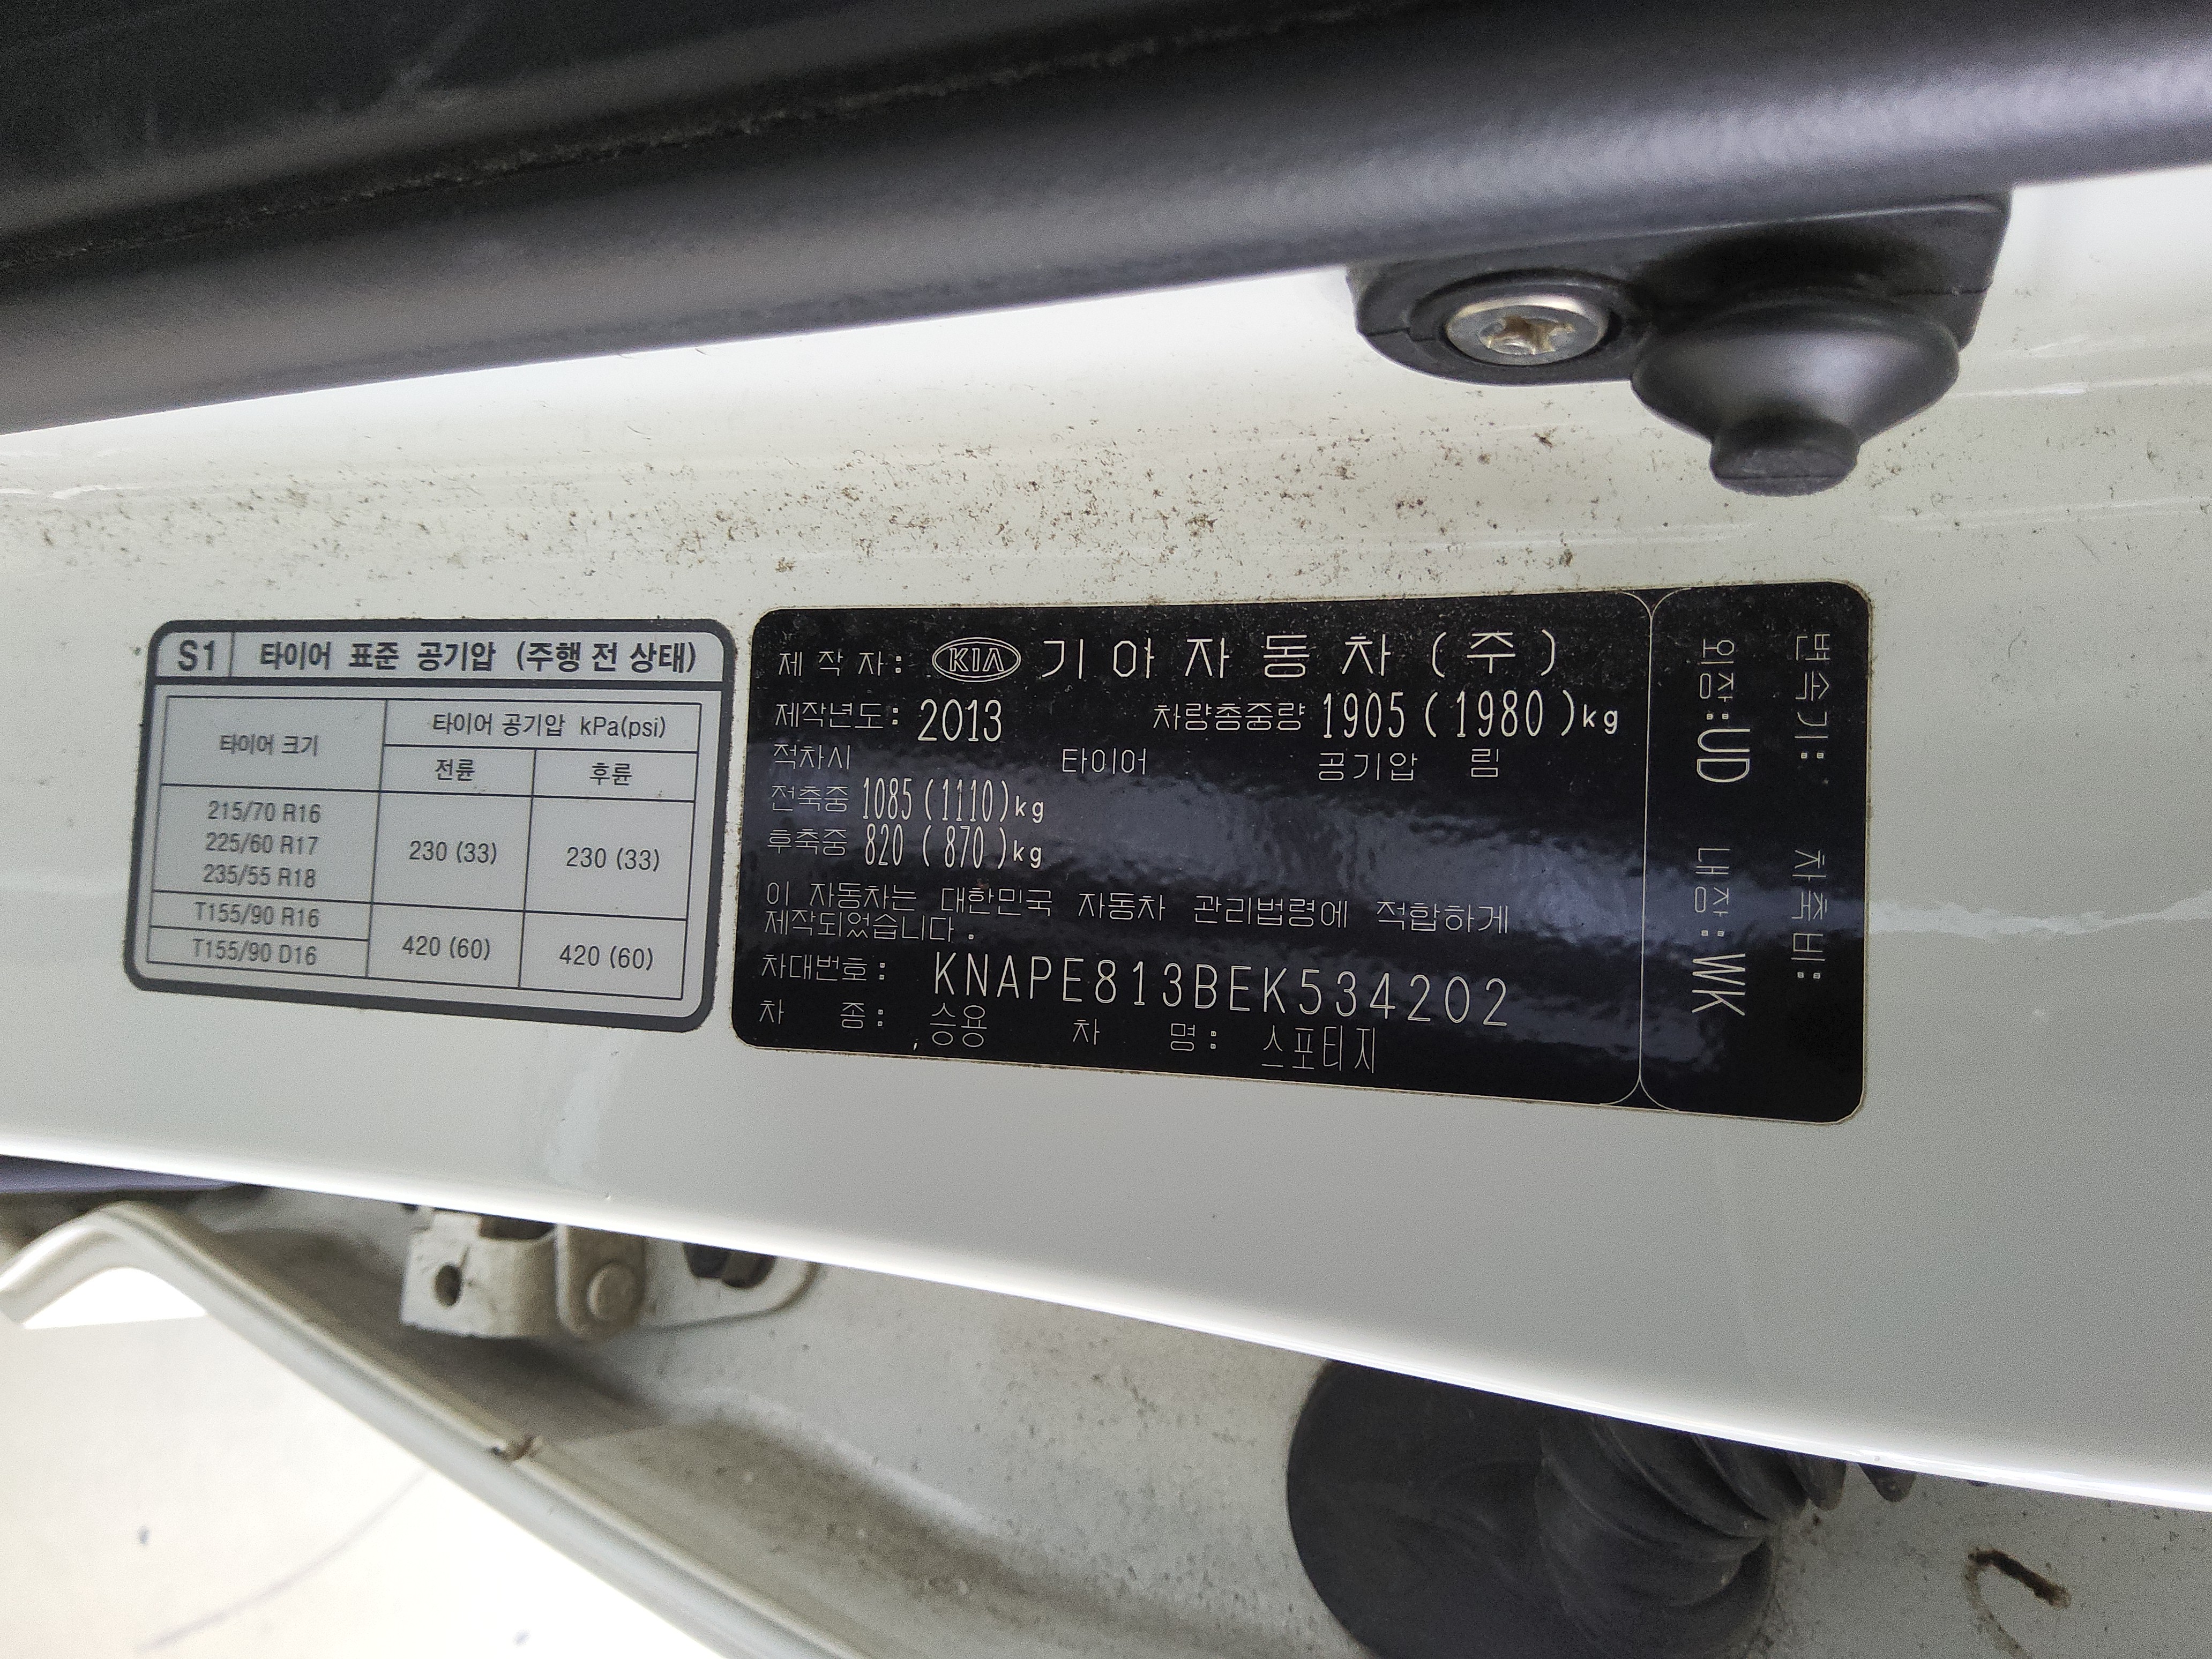 S1 타이어 표준 공기압 (주행 전 상태)
타이어 크기
타이어 공기압 kPa(psi)
전륜 후륜
215/70 R16
225/60 R17
235/55 R18
230 (33) 230 (33)
T155/90 R16
T155/90 D16
420 (60) 420 (60)
제작자: KIA 기아자동차(주)
제작년도: 2013 차량총중량 1905(1980)kg
적차시 타이어 공기압 림
전축중 1085(1110)kg
후축중 820 (870)kg
이 자동차는 대한민국 자동차 관리법령에 적합하게
제작되었습니다.
차대번호: KNAPE813BEK534202
차 종: 승용 차 명: 스포티지
변속기: 차축비:
외장:UD 내장:WK